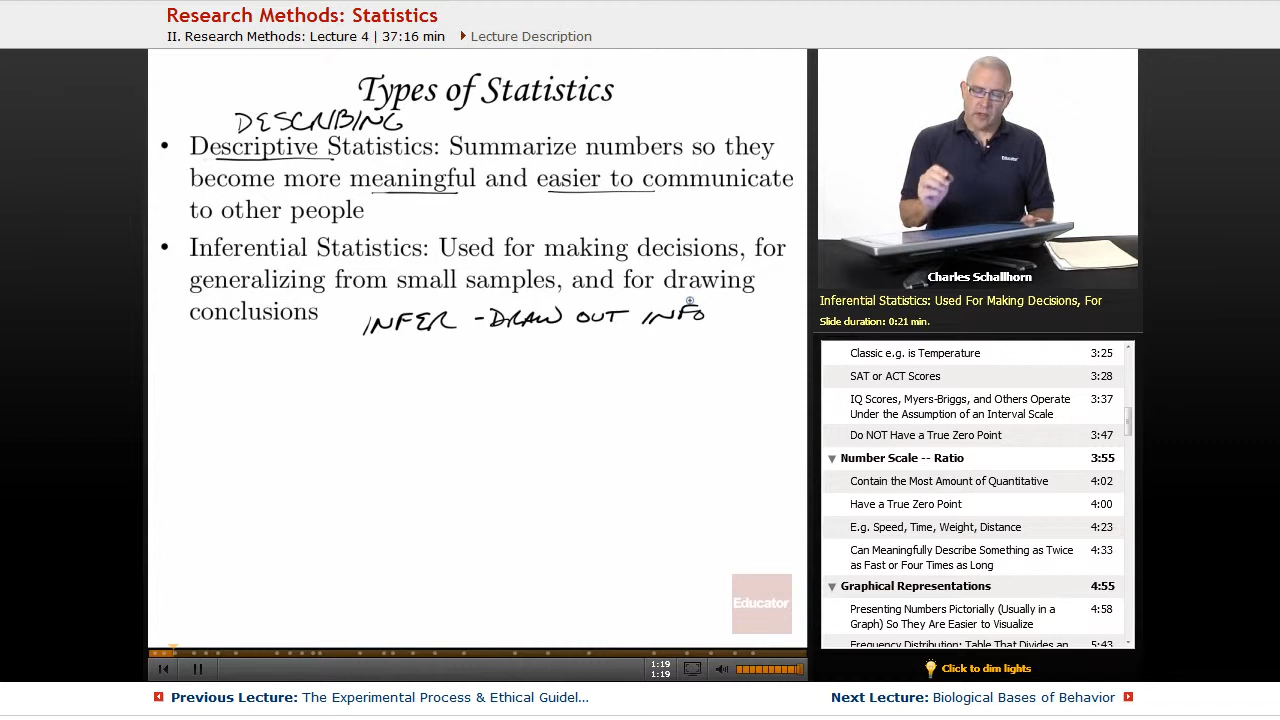 Research Methods: Statistics
II. Research Methods: Lecture 4 | 37:16 min
Lecture Description
Types of Statistics
DESCRIBING
• Descriptive Statistics: Summarize numbers so they
become more meaningful and easier to communicate
to other people
• Inferential Statistics: Used for making decisions, for
generalizing from small samples, and for drawing
conclusions
INFER - DRAW OUT INFO
Educator
1:19
1:19
Educator
Charles Schallhorn
Inferential Statistics: Used For Making Decisions, For
Slide duration: 0:21 min.
Classic e.g. is Temperature 3:25
SAT or ACT Scores 3:28
IQ Scores, Myers-Briggs, and Others Operate
Under the Assumption of an Interval Scale 3:37
Do NOT Have a True Zero Point 3:47
Number Scale -- Ratio 3:55
Contain the Most Amount of Quantitative 4:02
Have a True Zero Point 4:00
E.g. Speed, Time, Weight, Distance 4:23
Can Meaningfully Describe Something as Twice
as Fast or Four Times as Long 4:33
Graphical Representations 4:55
Presenting Numbers Pictorially (Usually in a
Graph) So They Are Easier to Visualize 4:58
Frequency Distribution: Table That Divides an 5:43
Click to dim lights
Previous Lecture: The Experimental Process & Ethical Guidel...
Next Lecture: Biological Bases of Behavior